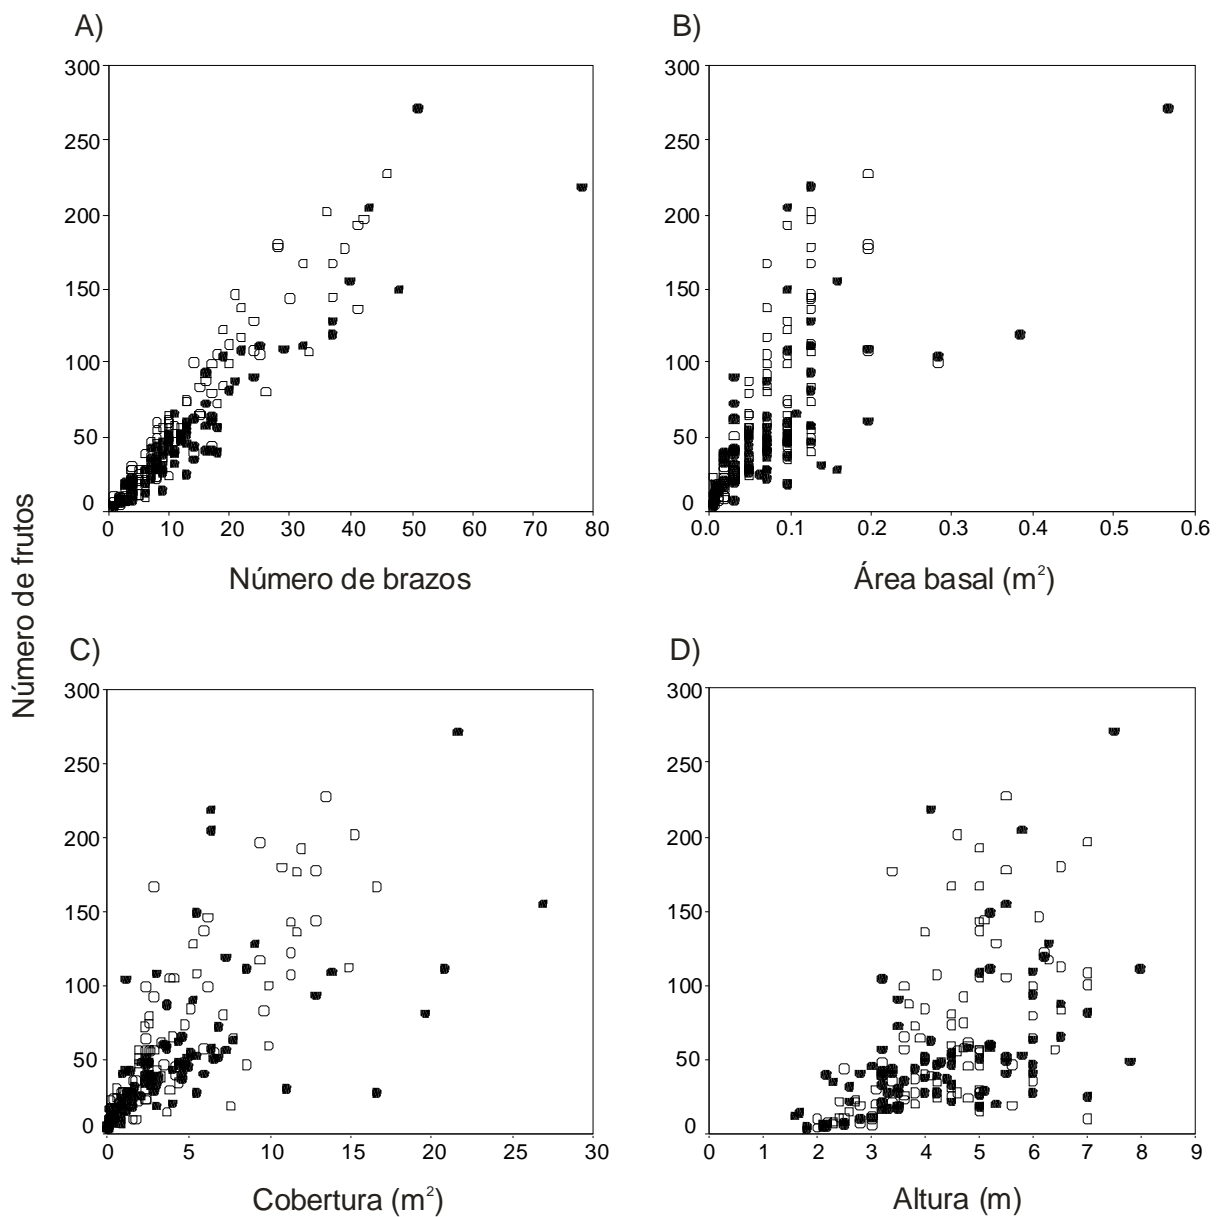 A)
300
250
200
150
100
50
0
0 10 20 30 40 50 60 70 80
Número de brazos
B)
300
250
200
150
100
50
0
0.0 0.1 0.2 0.3 0.4 0.5 0.6
Área basal (m²)
Número de frutos
C)
300
250
200
150
100
50
0
0 5 10 15 20 25 30
Cobertura (m²)
D)
300
250
200
150
100
50
0
0 1 2 3 4 5 6 7 8 9
Altura (m)